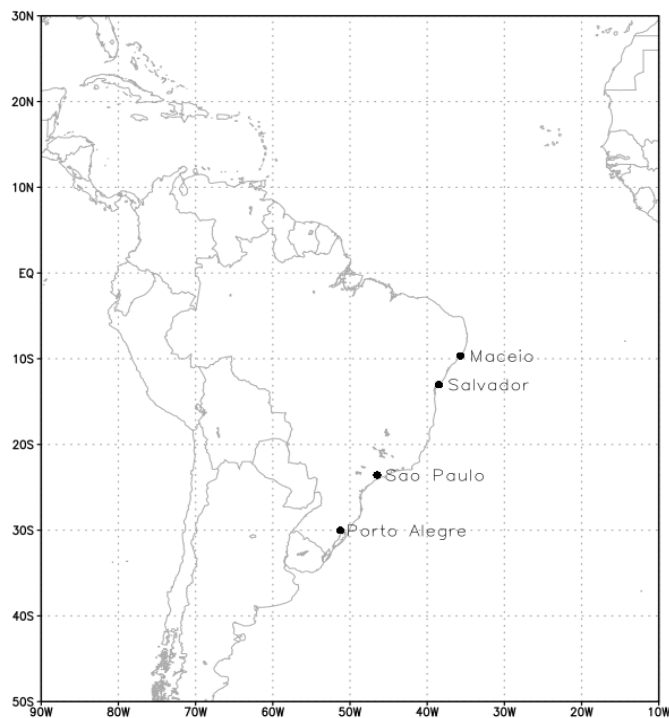 30N
20N
10N
EQ
10S
Maceio
Salvador
20S
Sao Paulo
30S
Porto Alegre
40S
50S
90W 80W 70W 60W 50W 40W 30W 20W 10W